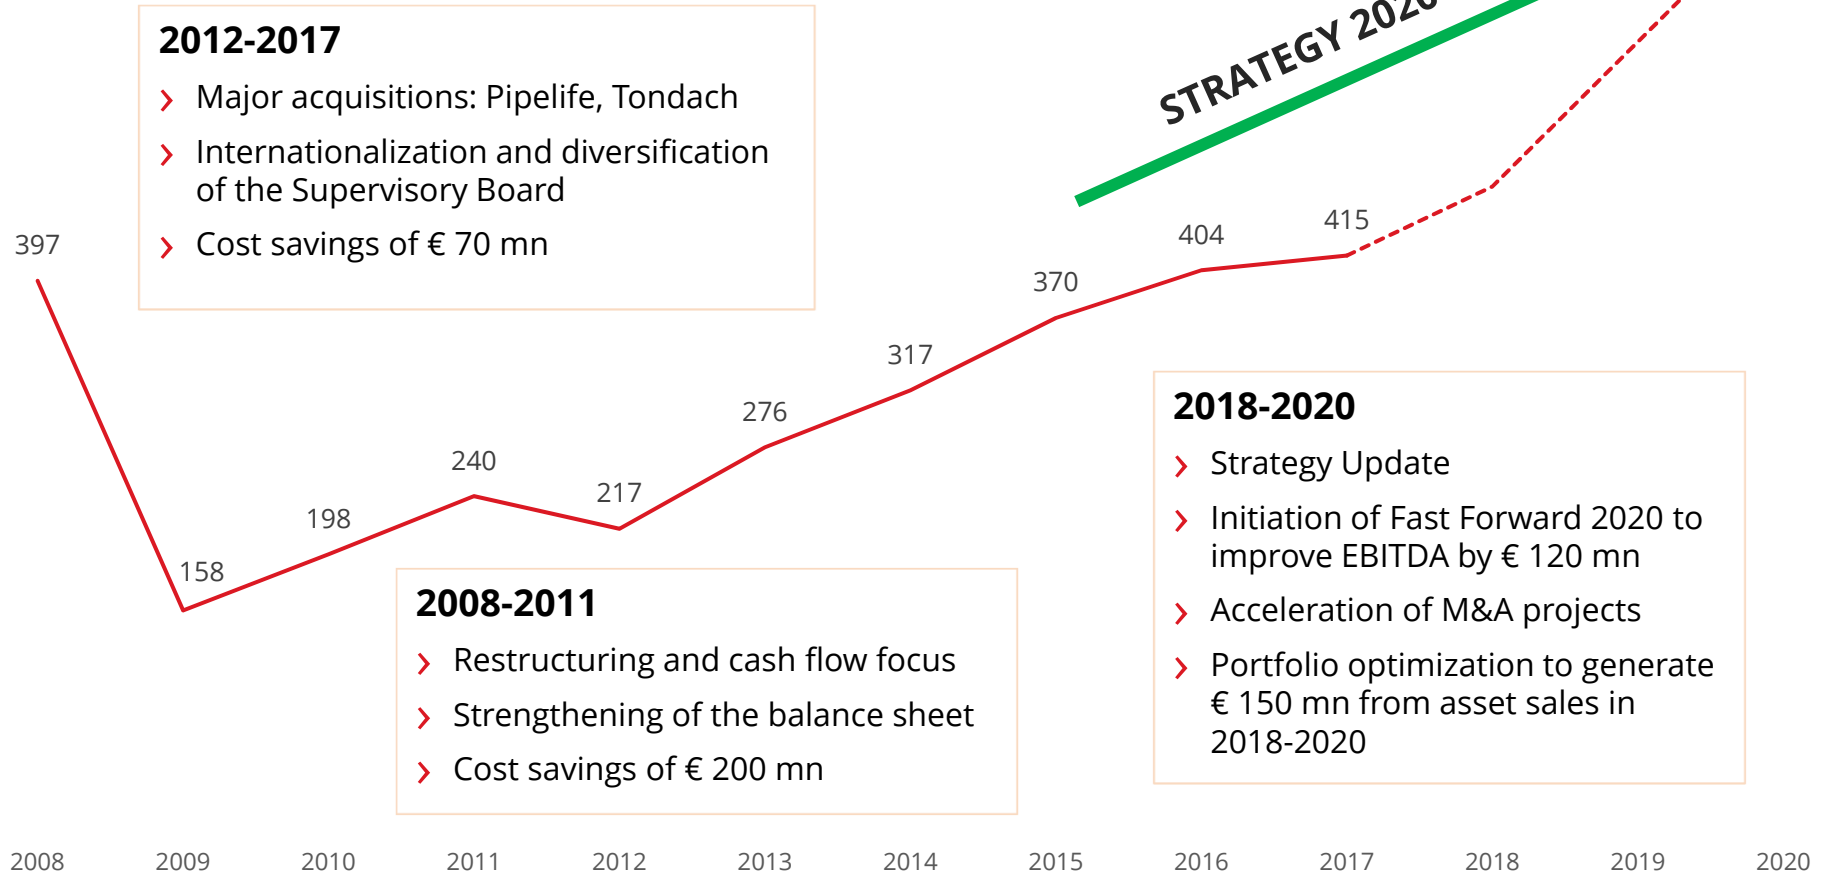 2012-2017
Major acquisitions: Pipelife, Tondach
Internationalization and diversification
of the Supervisory Board
Cost savings of € 70 mn
STRATEGY 2020
397
158
198
240
217
276
317
370
404
415
2008-2011
Restructuring and cash flow focus
Strengthening of the balance sheet
Cost savings of € 200 mn
2018-2020
Strategy Update
Initiation of Fast Forward 2020 to
improve EBITDA by € 120 mn
Acceleration of M&A projects
Portfolio optimization to generate
€ 150 mn from asset sales in
2018-2020
2008 2009 2010 2011 2012 2013 2014 2015 2016 2017 2018 2019 2020